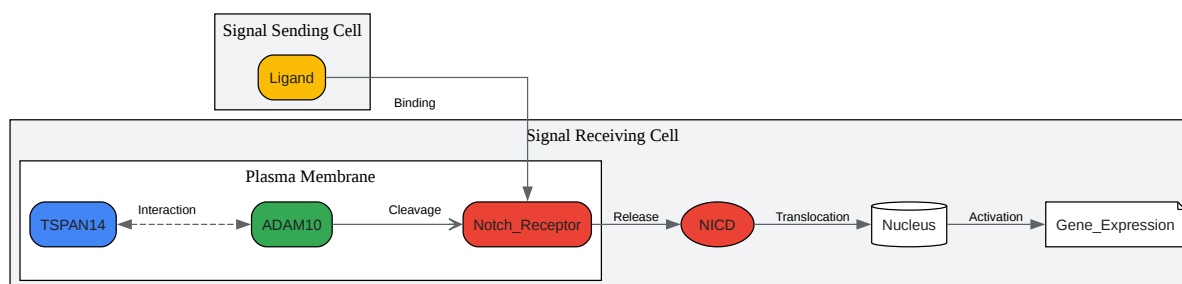 Signal Sending Cell
Ligand
Binding
Signal Receiving Cell
Plasma Membrane
TSPAN14
Interaction
ADAM10
Cleavage
Notch_Receptor
Release
NICD
Translocation
Nucleus
Activation
Gene_Expression